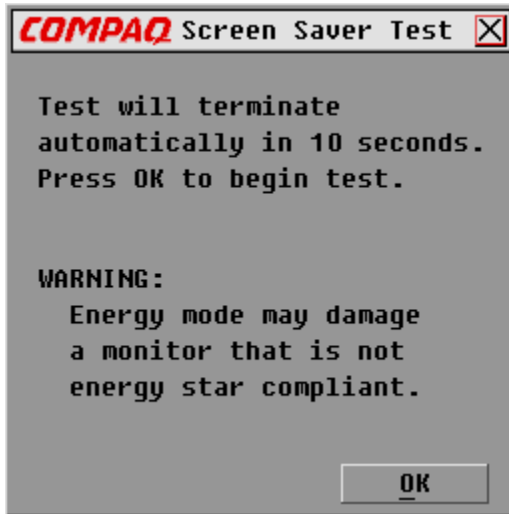 COMPAQ Screen Saver Test
Test will terminate
automatically in 10 seconds.
Press OK to begin test.
WARNING:
Energy mode may damage
a monitor that is not
energy star compliant.
OK